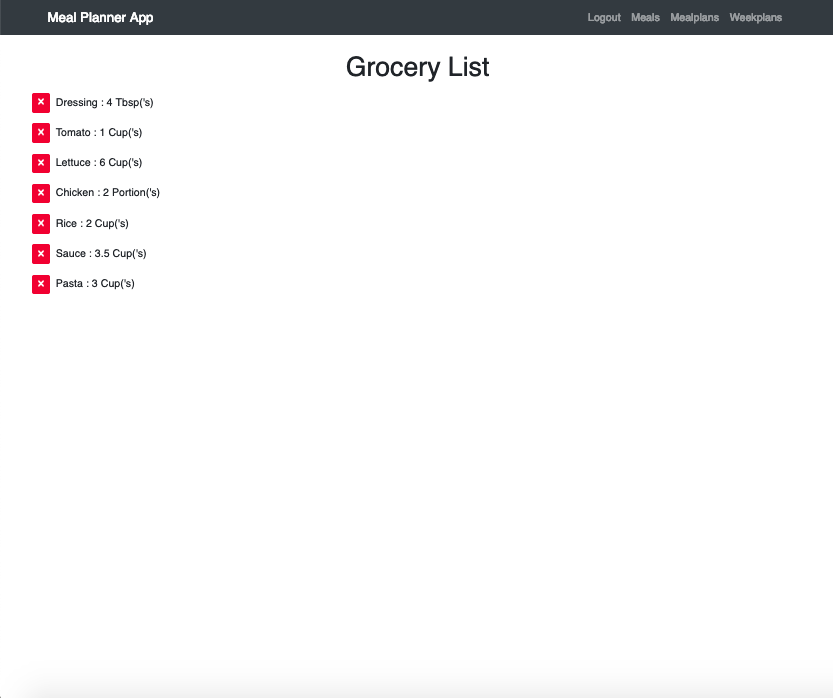 Meal Planner App
Logout Meals Mealplans Weekplans
Grocery List
× Dressing : 4 Tbsp('s)
× Tomato : 1 Cup('s)
× Lettuce : 6 Cup('s)
× Chicken : 2 Portion('s)
× Rice : 2 Cup('s)
× Sauce : 3.5 Cup('s)
× Pasta : 3 Cup('s)